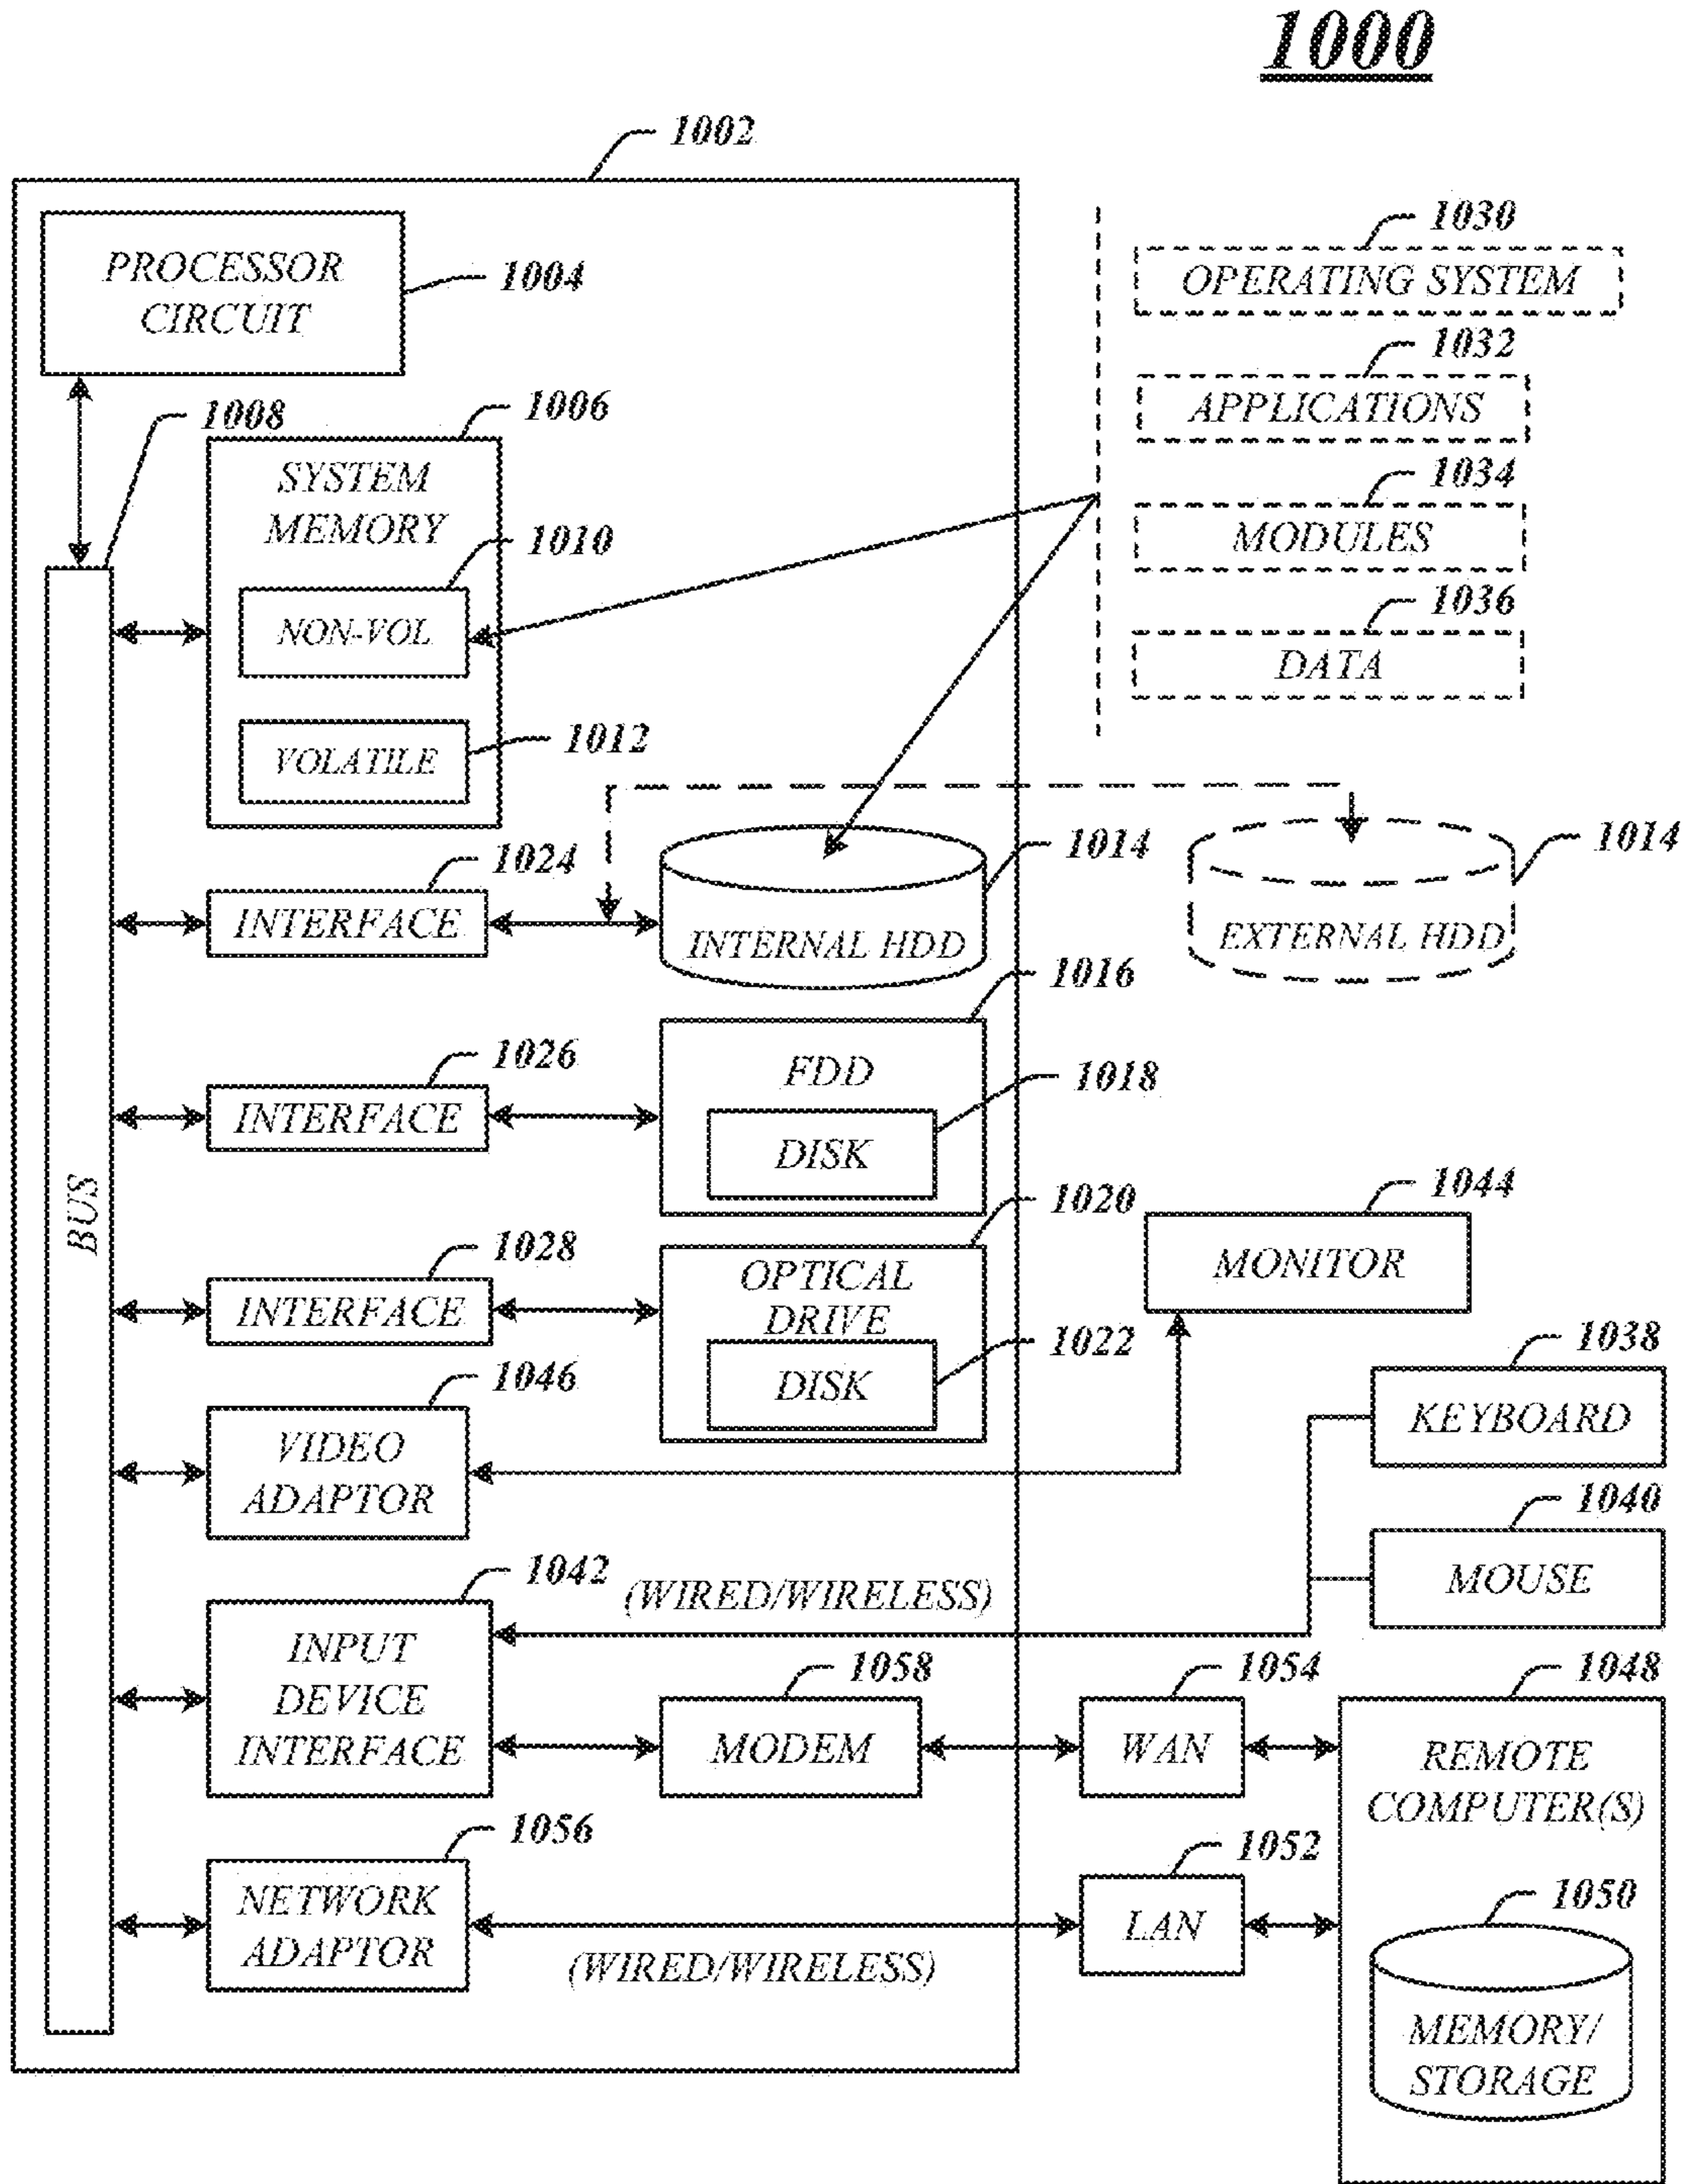 1000
1002
PROCESSOR
CIRCUIT
1004
1030
OPERATING SYSTEM
1032
APPLICATIONS
1034
MODULES
1036
DATA
1008
1006
SYSTEM
MEMORY
1010
NON-VOL
1012
VOLATILE
1024
INTERFACE
1014
INTERNAL HDD
1014
EXTERNAL HDD
1026
INTERFACE
1016
FDD
1018
DISK
BUS
1028
INTERFACE
1020
OPTICAL
DRIVE
1022
DISK
1044
MONITOR
1046
VIDEO
ADAPTOR
1038
KEYBOARD
1040
MOUSE
1042
INPUT
DEVICE
INTERFACE
(WIRED/WIRELESS)
1058
MODEM
1054
WAN
1048
REMOTE
COMPUTER(S)
1056
NETWORK
ADAPTOR
(WIRED/WIRELESS)
1052
LAN
1050
MEMORY/
STORAGE